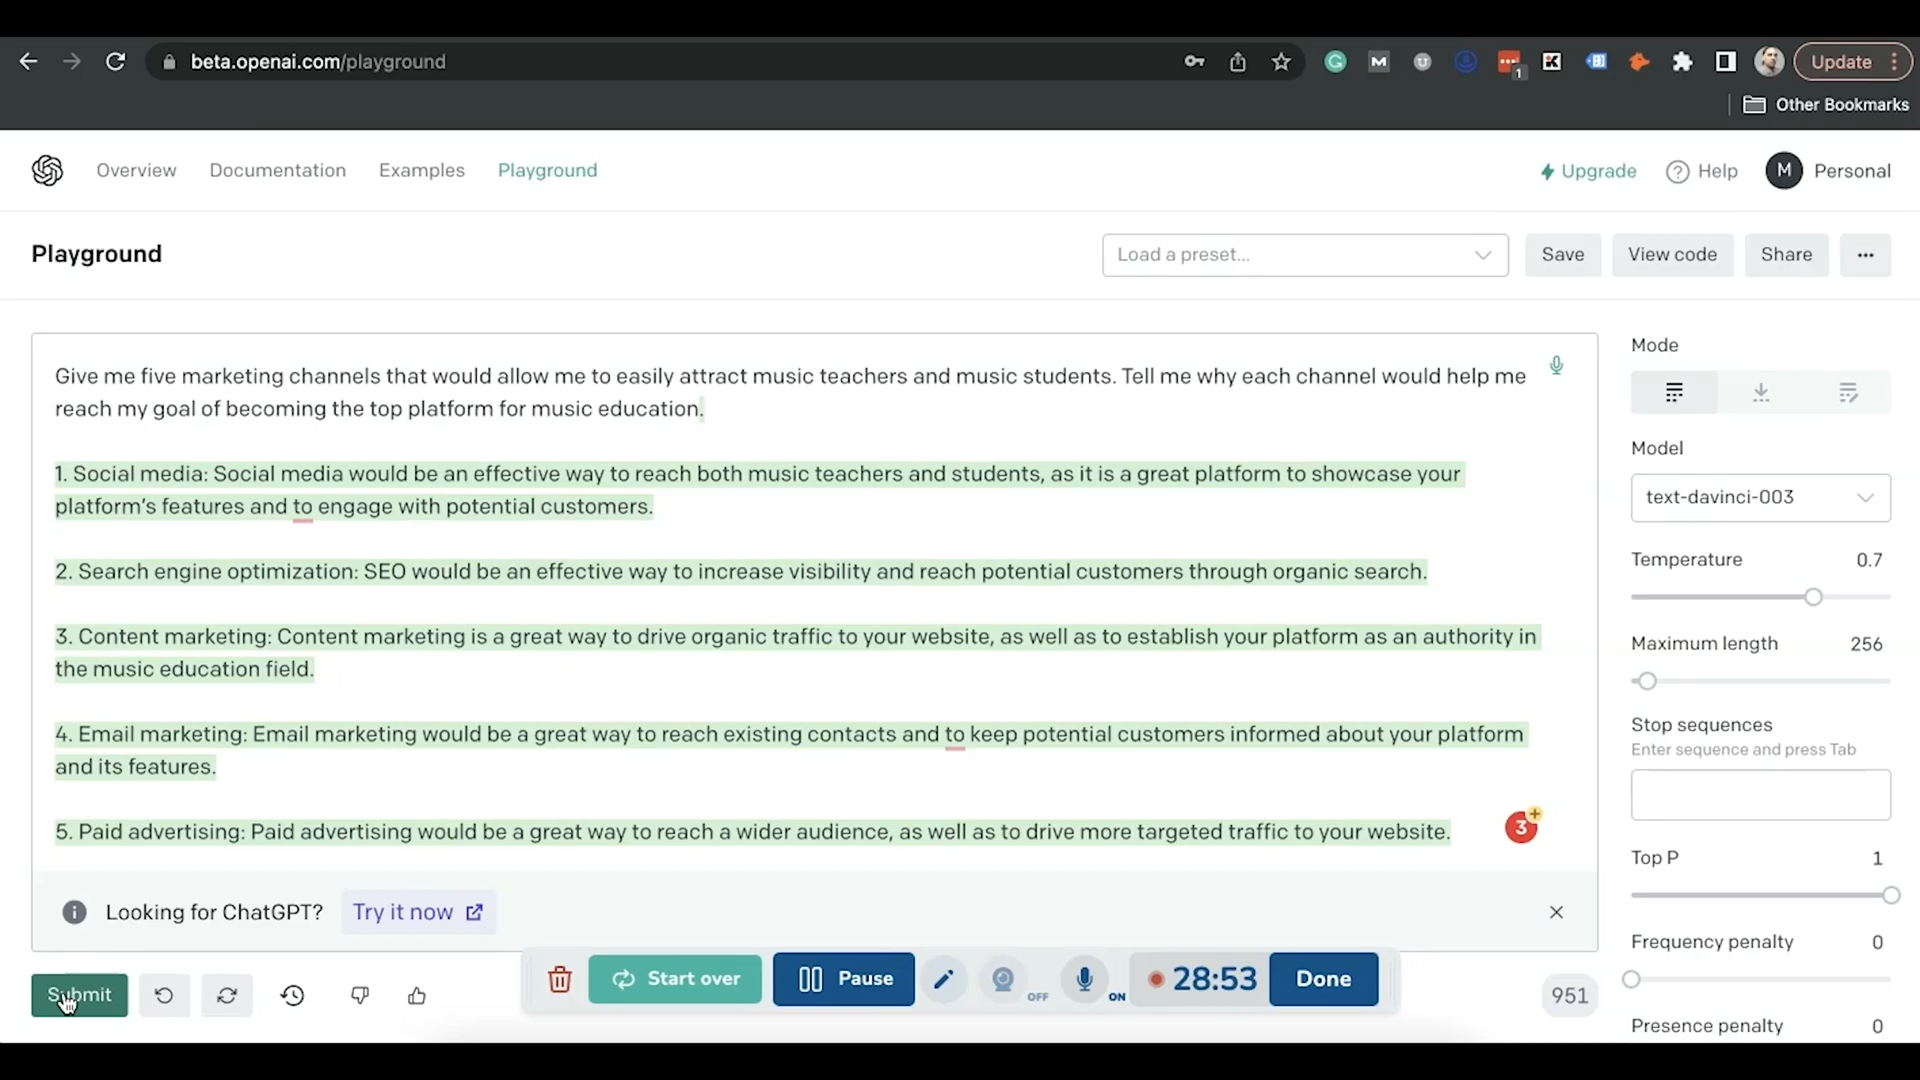 beta.openai.com/playground
1
Update
Other Bookmarks
Overview
Documentation
Examples
Playground
Upgrade
Help
M
Personal
Playground
Load a preset...
Save
View code
Share
Give me five marketing channels that would allow me to easily attract music teachers and music students. Tell me why each channel would help me
reach my goal of becoming the top platform for music education.
1. Social media: Social media would be an effective way to reach both music teachers and students, as it is a great platform to showcase your
platform's features and to engage with potential customers.
2. Search engine optimization: SEO would be an effective way to increase visibility and reach potential customers through organic search.
3. Content marketing: Content marketing is a great way to drive organic traffic to your website, as well as to establish your platform as an authority in
the music education field.
4. Email marketing: Email marketing would be a great way to reach existing contacts and to keep potential customers informed about your platform
and its features.
5. Paid advertising: Paid advertising would be a great way to reach a wider audience, as well as to drive more targeted traffic to your website.
3
Looking for ChatGPT?
Try it now
Submit
Start over
Pause
OFF
ON
28:53
Done
951
Mode
Model
text-davinci-003
Temperature 0.7
Maximum length 256
Stop sequences
Enter sequence and press Tab
Top P 1
Frequency penalty 0
Presence penalty 0